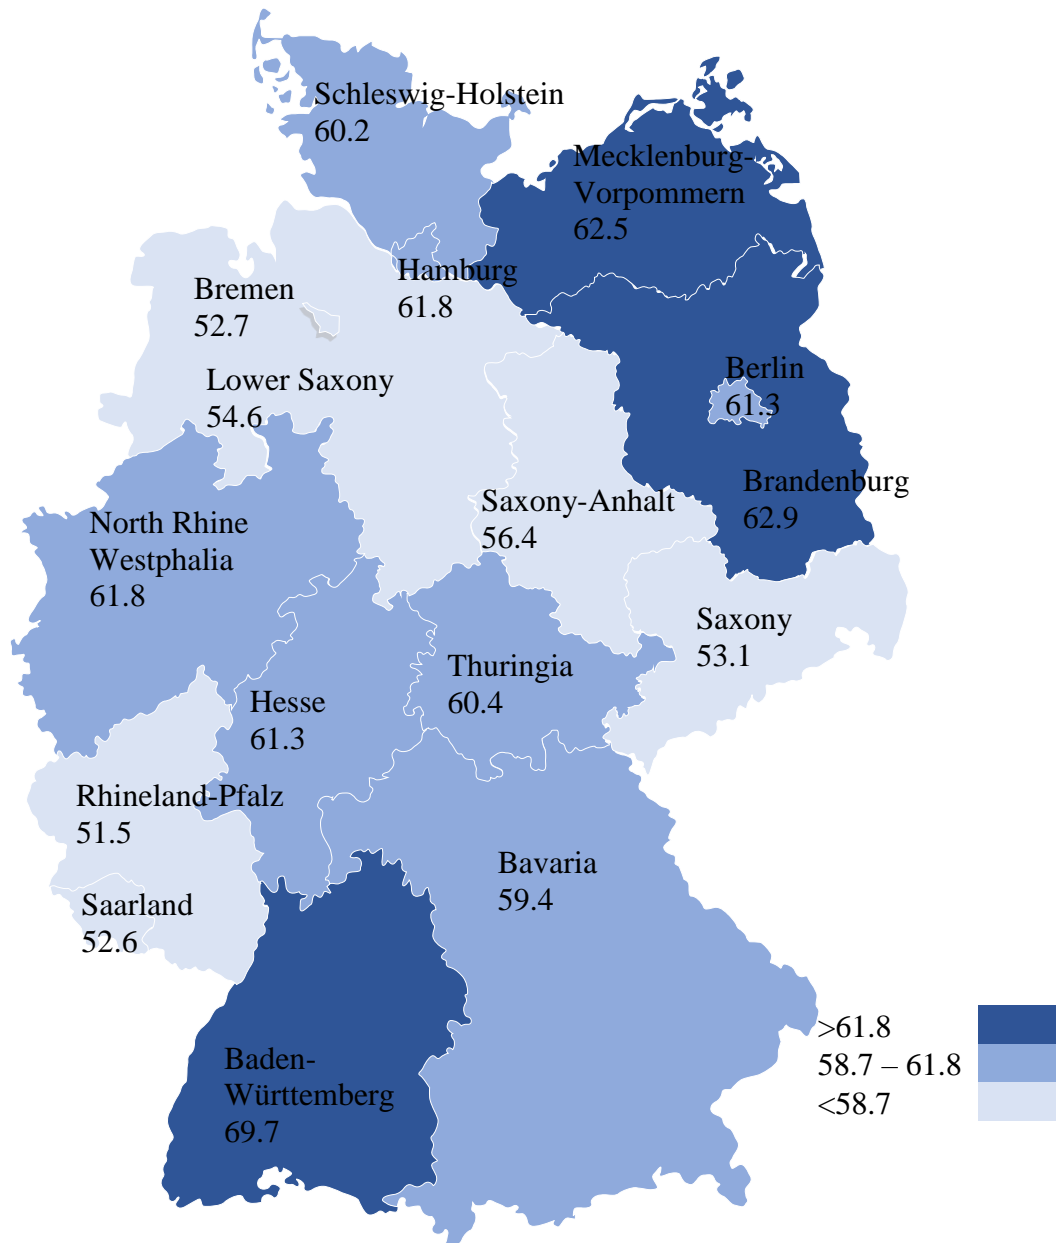 Schleswig-Holstein
60.2
Mecklenburg-
Vorpommern
62.5
Hamburg
61.8
Bremen
52.7
Lower Saxony
54.6
Berlin
61.3
Brandenburg
62.9
Saxony-Anhalt
56.4
North Rhine
Westphalia
61.8
Saxony
53.1
Thuringia
60.4
Hesse
61.3
Rhineland-Pfalz
51.5
Bavaria
59.4
Saarland
52.6
Baden-
Württemberg
69.7
>61.8
58.7 – 61.8
<58.7